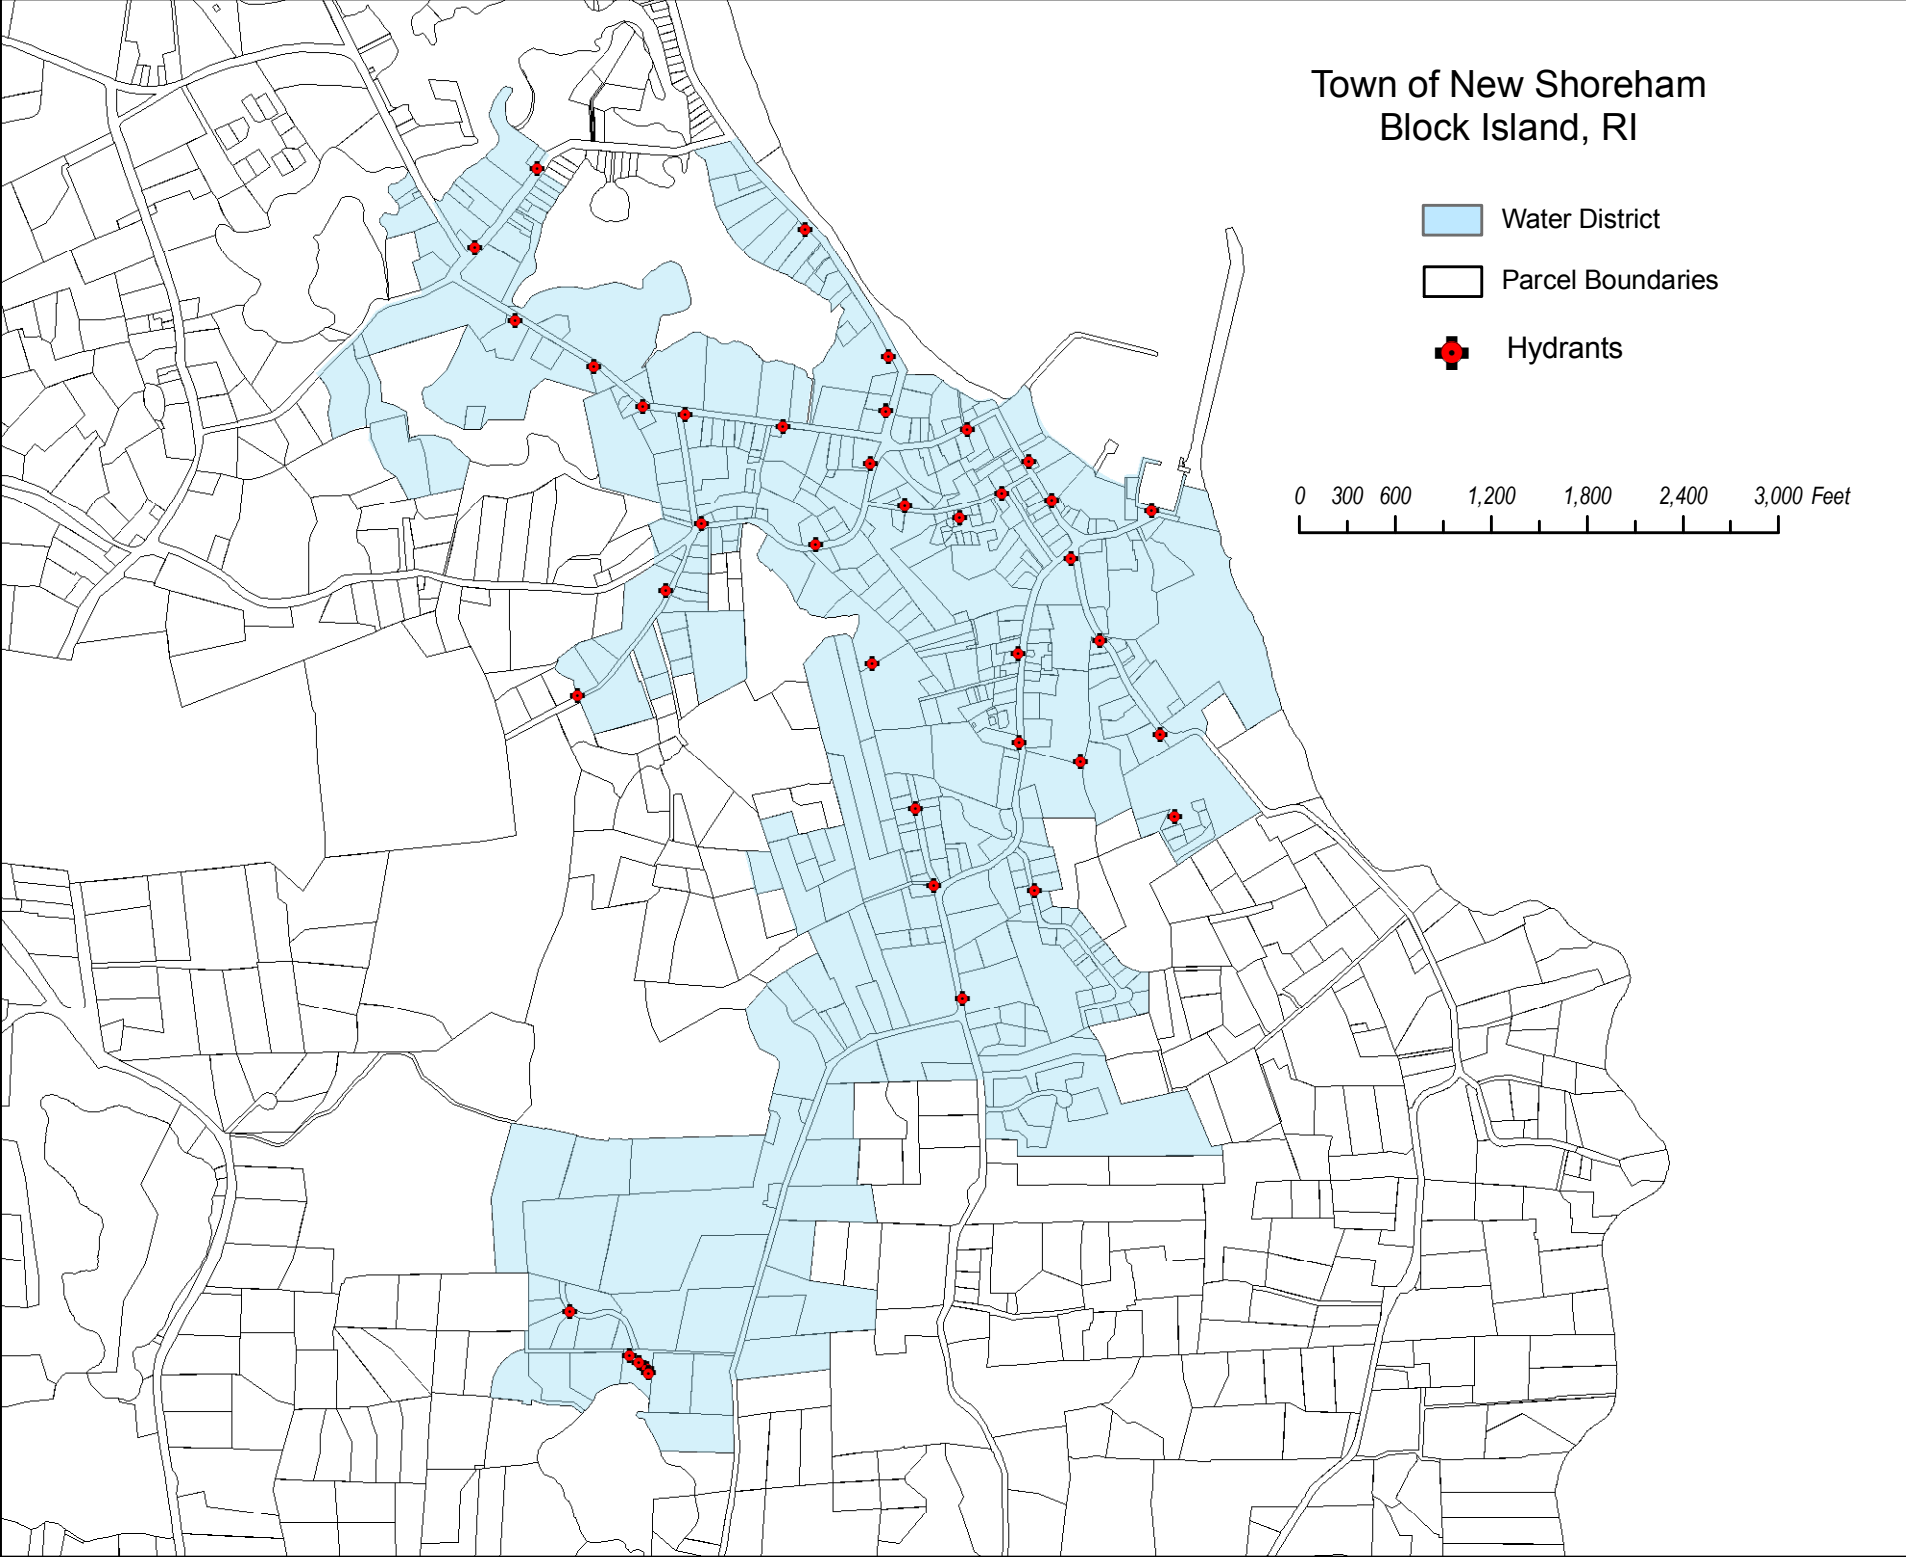 Town of New Shoreham
Block Island, RI
Water District
Parcel Boundaries
Hydrants
0 300 600 1,200 1,800 2,400 3,000 Feet